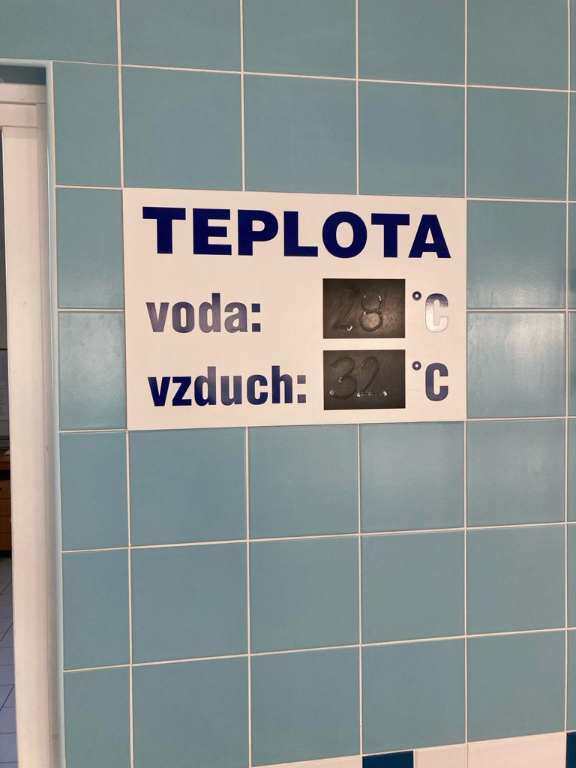 TEPLOTA
voda: 28 °C
vzduch: 32 °C